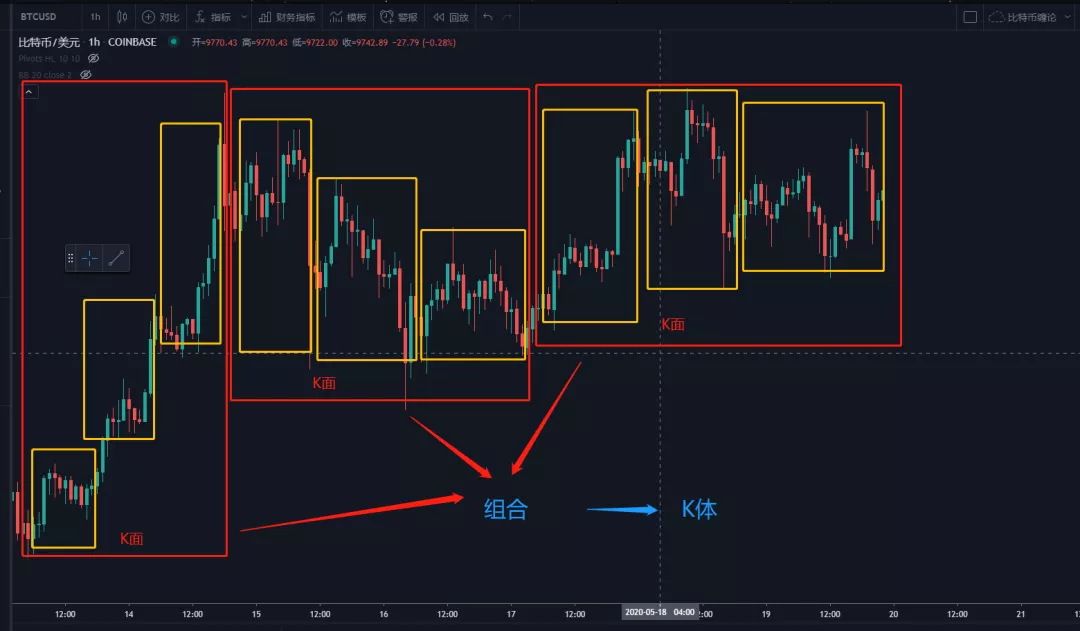 BTCUSD 1h 对比 指标 财务指标 模板 警报 回放 比特币缠论
比特币/美元 1h COINBASE 开=9770.43 高=9770.43 低=9722.00 收=9742.89 -27.79 (-0.28%)
Pivots HL 10 10
BB 20 close 2
K面
K面
K面
组合
K体
12:00 14 12:00 15 12:00 16 12:00 17 12:00 2020-05-18 04:00 :00 19 12:00 20 12:00 21